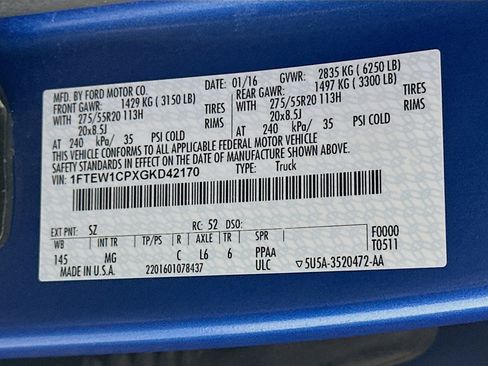 MFD. BY FORD MOTOR CO. DATE: 01/16 GVWR: 2835 KG ( 6250 LB)
FRONT GAWR: 1429 KG ( 3150 LB) REAR GAWR: 1497 KG ( 3300 LB)
WITH 275/55R20 113H TIRES WITH 275/55R20 113H TIRES
20x8.5J RIMS 20x8.5J RIMS
AT 240 kPa/ 35 PSI COLD AT 240 kPa/ 35 PSI COLD
THIS VEHICLE CONFORMS TO ALL APPLICABLE FEDERAL MOTOR VEHICLE
SAFETY STANDARDS IN EFFECT ON THE DATE OF MANUFACTURE SHOWN ABOVE.
VIN: 1FTEW1CPXGKD42170 TYPE: Truck
EXT PNT: SZ RC: 52 DSO: F0000
WB INT TR TP/PS R AXLE TR SPR T0511
145 MG C L6 6 PPAA
MADE IN U.S.A. 2201601078437 ULC ▽5U5A-3520472-AA